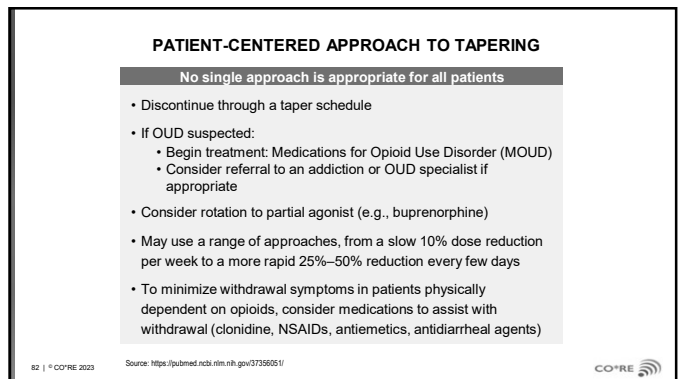 PATIENT-CENTERED APPROACH TO TAPERING
No single approach is appropriate for all patients
• Discontinue through a taper schedule
• If OUD suspected:
• Begin treatment: Medications for Opioid Use Disorder (MOUD)
• Consider referral to an addiction or OUD specialist if
appropriate
• Consider rotation to partial agonist (e.g., buprenorphine)
• May use a range of approaches, from a slow 10% dose reduction
per week to a more rapid 25%–50% reduction every few days
• To minimize withdrawal symptoms in patients physically
dependent on opioids, consider medications to assist with
withdrawal (clonidine, NSAIDs, antiemetics, antidiarrheal agents)
82 | © CO*RE 2023
Source: https://pubmed.ncbi.nlm.nih.gov/37356051/
CO*RE